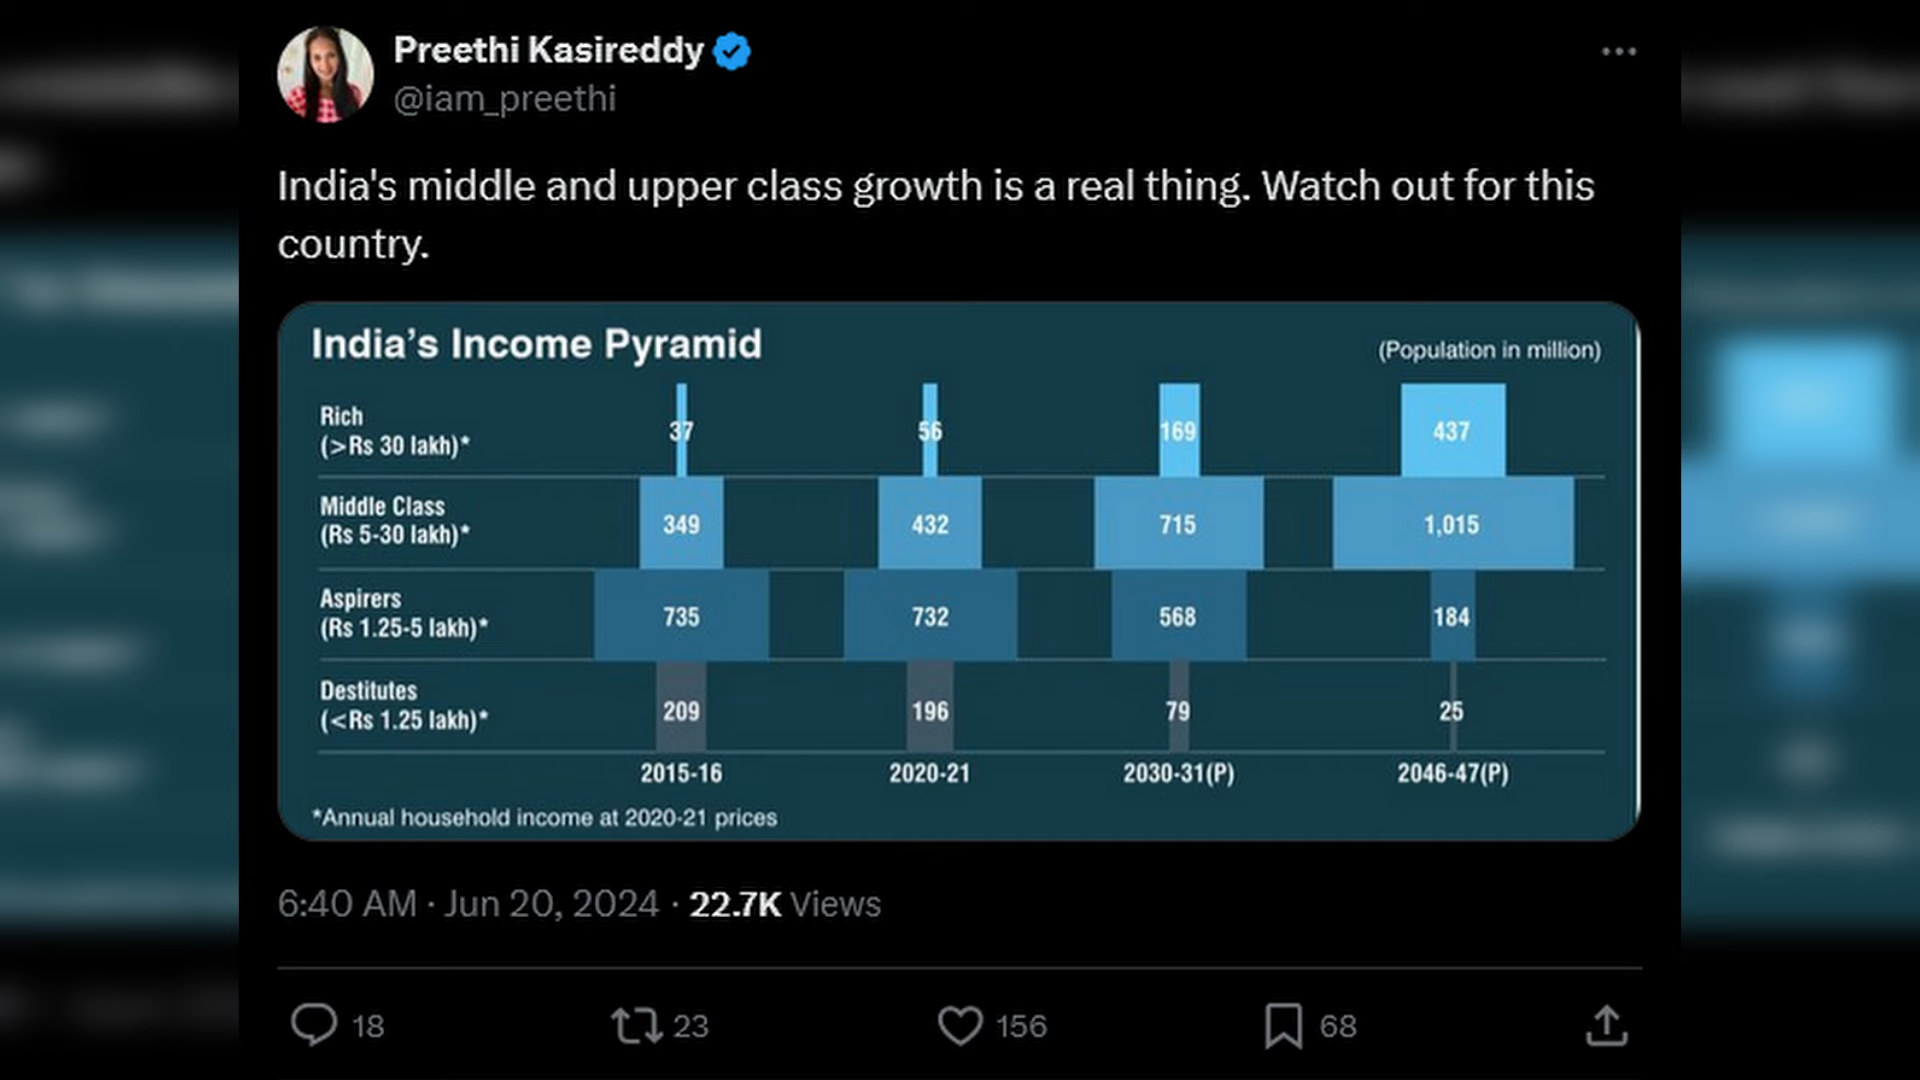 Preethi Kasireddy
@iam_preethi
India's middle and upper class growth is a real thing. Watch out for this
country.
India's Income Pyramid
(Population in million)
Rich
(>Rs 30 lakh)*
37 56 169 437
Middle Class
(Rs 5-30 lakh)*
349 432 715 1,015
Aspirers
(Rs 1.25-5 lakh)*
735 732 568 184
Destitutes
(<Rs 1.25 lakh)*
209 196 79 25
2015-16 2020-21 2030-31(P) 2046-47(P)
*Annual household income at 2020-21 prices
6:40 AM · Jun 20, 2024 · 22.7K Views
18 23 156 68